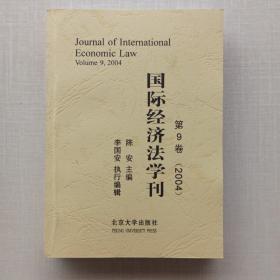 Journal of International
Economic Law
Volume 9, 2004
国际经济法学刊
第9卷（2004）
陈安 主编
李国安 执行编辑
北京大学出版社
PEKING UNIVERSITY PRESS